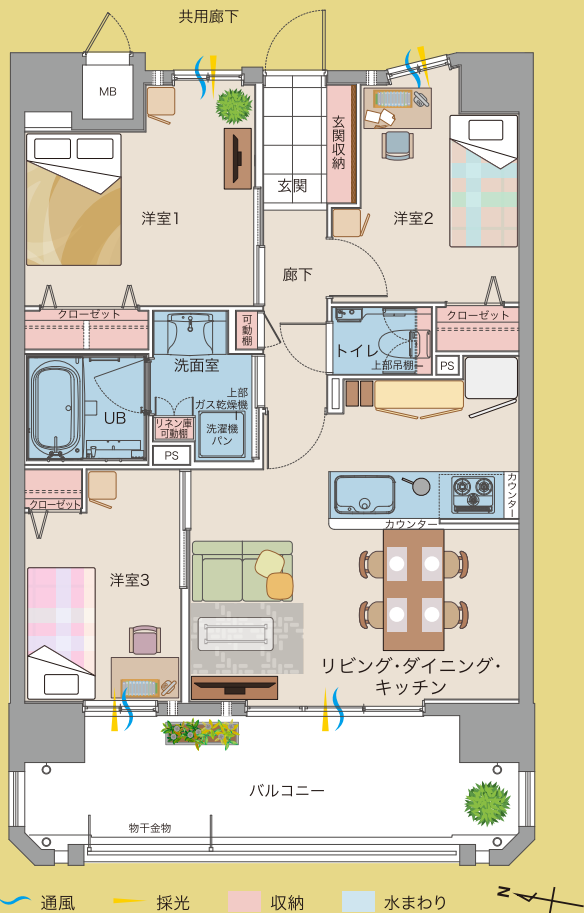 共用廊下
MB
玄関収納
玄関
洋室1
洋室2
廊下
クローゼット
可動棚
クローゼット
洗面室
トイレ
上部吊棚
PS
UB
上部
ガス乾燥機
リネン庫
可動棚
洗濯機
パン
PS
カウンター
クローゼット
カウンター
洋室3
リビング・ダイニング・
キッチン
バルコニー
物干金物
通風
採光
収納
水まわり
N